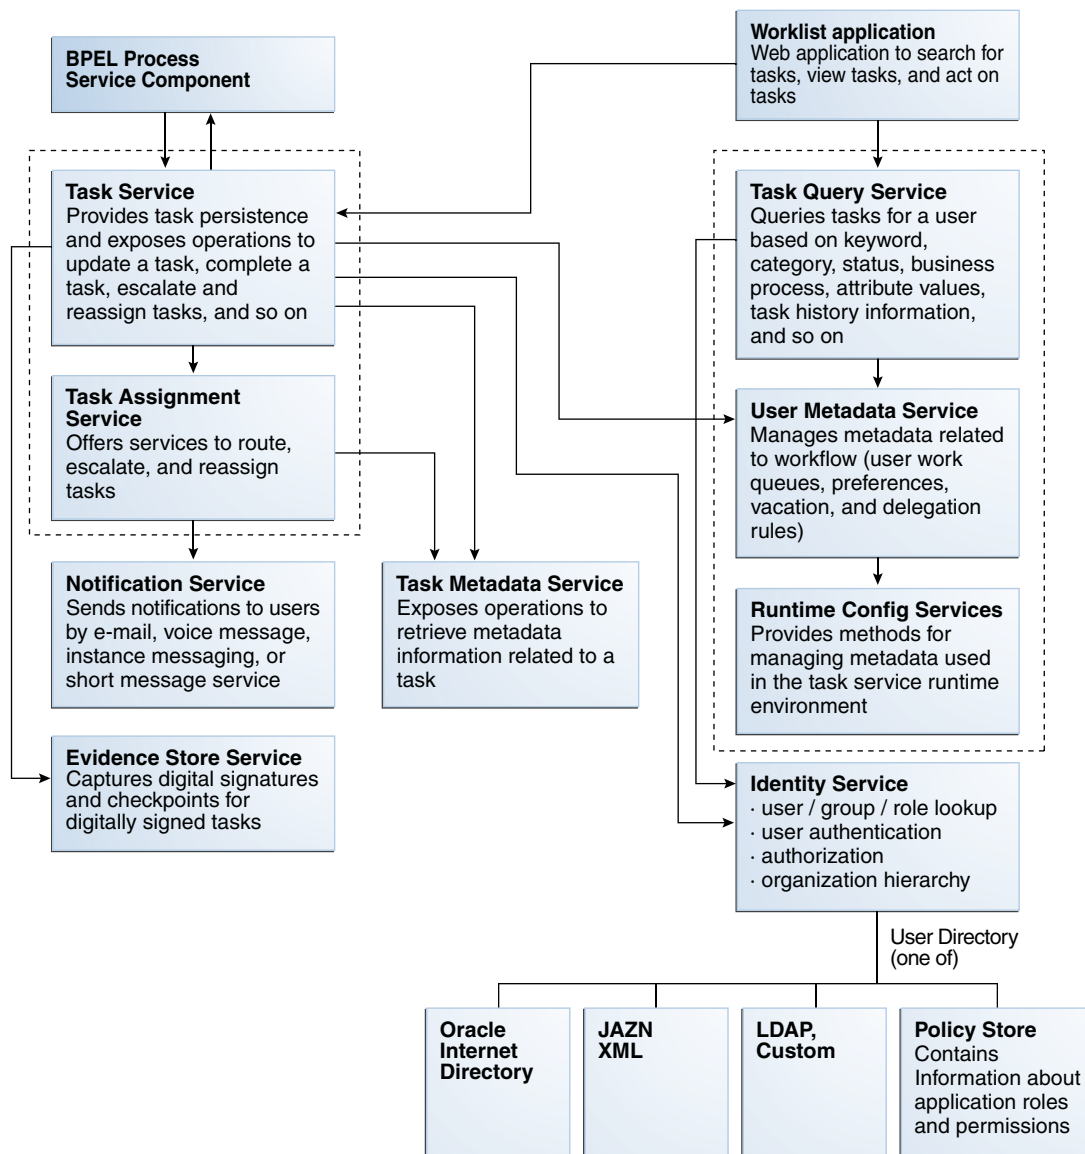 BPEL Process
Service Component
Worklist application
Web application to search for
tasks, view tasks, and act on
tasks
Task Service
Provides task persistence
and exposes operations to
update a task, complete a
task, escalate and
reassign tasks, and so on
Task Query Service
Queries tasks for a user
based on keyword,
category, status, business
process, attribute values,
task history information,
and so on
Task Assignment
Service
Offers services to route,
escalate, and reassign
tasks
User Metadata Service
Manages metadata related
to workflow (user work
queues, preferences,
vacation, and delegation
rules)
Notification Service
Sends notifications to users
by e-mail, voice message,
instance messaging, or
short message service
Task Metadata Service
Exposes operations to
retrieve metadata
information related to a
task
Runtime Config Services
Provides methods for
managing metadata used
in the task service runtime
environment
Evidence Store Service
Captures digital signatures
and checkpoints for
digitally signed tasks
Identity Service
· user / group / role lookup
· user authentication
· authorization
· organization hierarchy
User Directory
(one of)
Oracle
Internet
Directory
JAZN
XML
LDAP,
Custom
Policy Store
Contains
Information about
application roles
and permissions